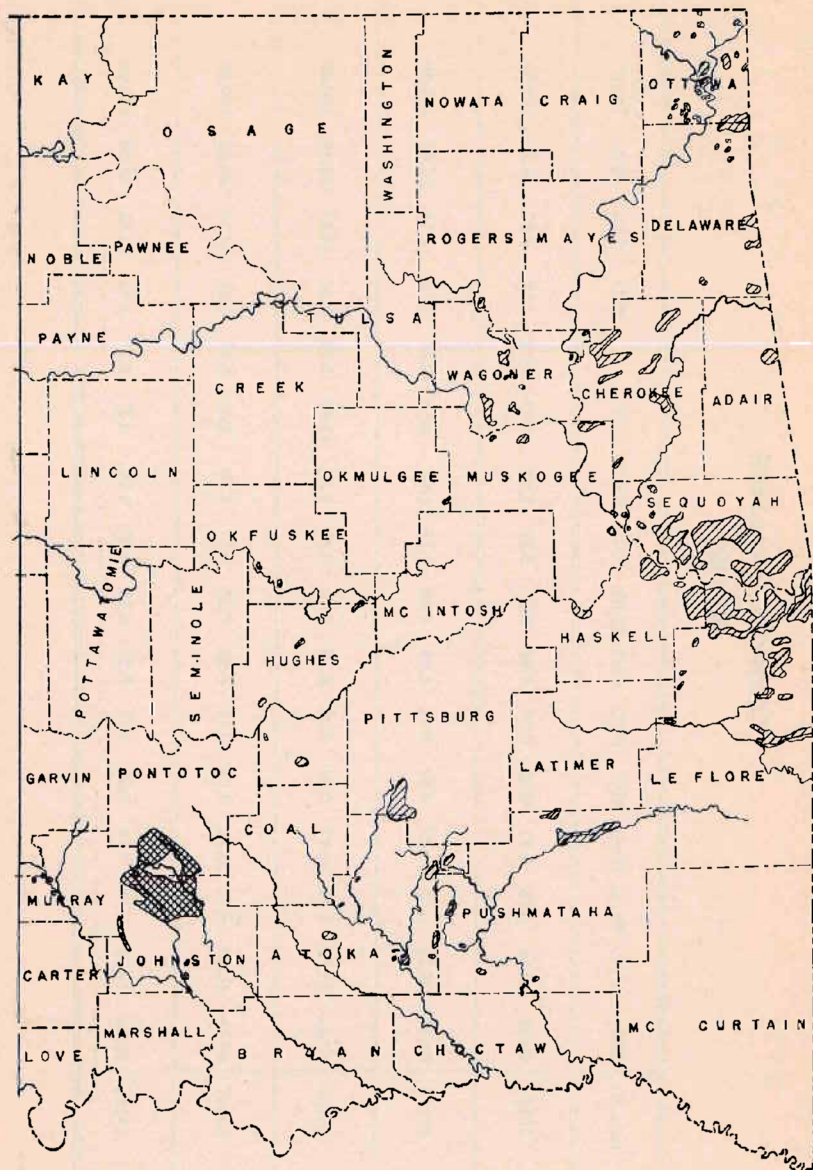 KAY
OSAGE
WASHINGTON
NOWATA
CRAIG
OTTAWA
NOBLE
PAWNEE
ROGERS
MAYES
DELAWARE
PAYNE
TULSA
CREEK
WAGONER
CHEROKEE
ADAIR
LINCOLN
OKMULGEE
MUSKOGEE
SEQUOYAH
OKFUSKEE
POTTAWATOMIE
SEMINOLE
HUGHES
MC INTOSH
HASKELL
PITTSBURG
GARVIN
PONTOTOC
LATIMER
LE FLORE
COAL
MURRAY
PUSHMATAHA
CARTER
JOHNSTON
ATOKA
MARSHALL
LOVE
BRYAN
CHOCTAW
MC CURTAIN